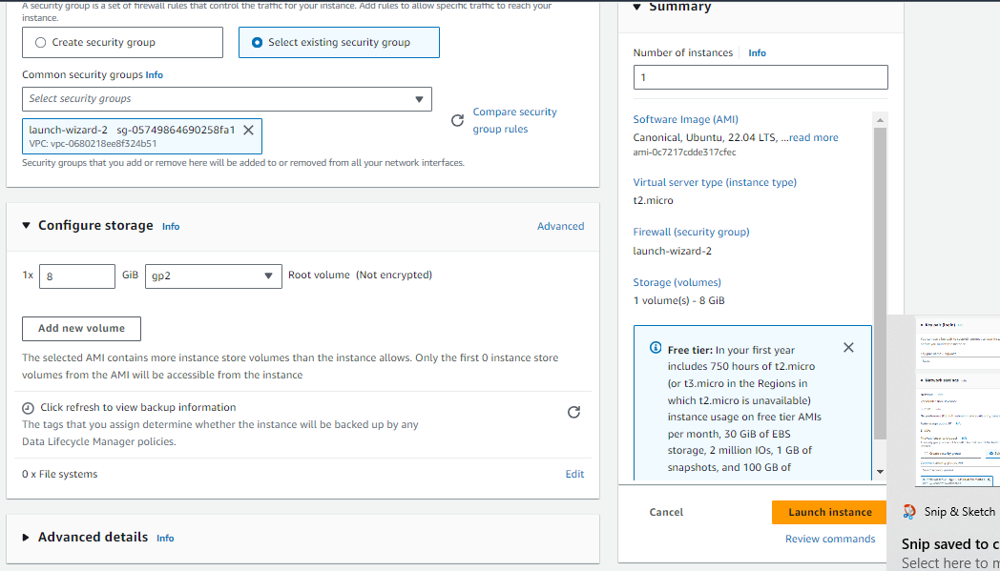 A security group is a set of firewall rules that control the traffic for your instance. Add rules to allow specific traffic to reach your
instance.
Create security group
Select existing security group
Common security groups Info
Select security groups
Compare security
group rules
launch-wizard-2 sg-05749864690258fa1
VPC: vpc-0680218ee8f324b51
Security groups that you add or remove here will be added to or removed from all your network interfaces.
Configure storage Info
Advanced
1x 8 GiB gp2 Root volume (Not encrypted)
Add new volume
The selected AMI contains more instance store volumes than the instance allows. Only the first 0 instance store
volumes from the AMI will be accessible from the instance
Click refresh to view backup information
The tags that you assign determine whether the instance will be backed up by any
Data Lifecycle Manager policies.
0 x File systems
Edit
Advanced details Info
Summary
Number of instances Info
1
Software Image (AMI)
Canonical, Ubuntu, 22.04 LTS, ...read more
ami-0c7217cdde317cfec
Virtual server type (instance type)
t2.micro
Firewall (security group)
launch-wizard-2
Storage (volumes)
1 volume(s) - 8 GiB
Free tier: In your first year
includes 750 hours of t2.micro
(or t3.micro in the Regions in
which t2.micro is unavailable)
instance usage on free tier AMIs
per month, 30 GiB of EBS
storage, 2 million IOs, 1 GB of
snapshots, and 100 GB of
Cancel
Launch instance
Review commands
Snip & Sketch
Snip saved to c
Select here to m